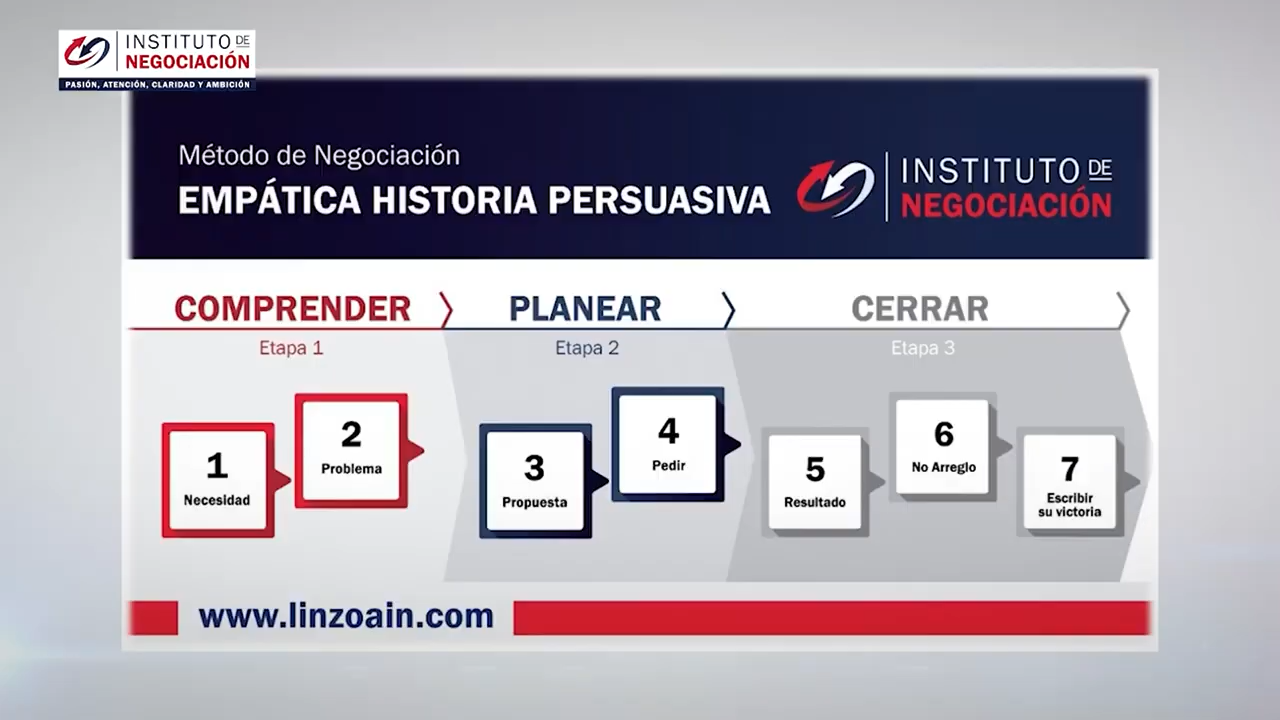 INSTITUTO DE
NEGOCIACIÓN
PASIÓN, ATENCIÓN, CLARIDAD Y AMBICIÓN
Método de Negociación
EMPÁTICA HISTORIA PERSUASIVA
INSTITUTO DE
NEGOCIACIÓN
COMPRENDER
PLANEAR
CERRAR
Etapa 1
Etapa 2
Etapa 3
1
Necesidad
2
Problema
3
Propuesta
4
Pedir
5
Resultado
6
No Arreglo
7
Escribir
su victoria
www.linzoain.com